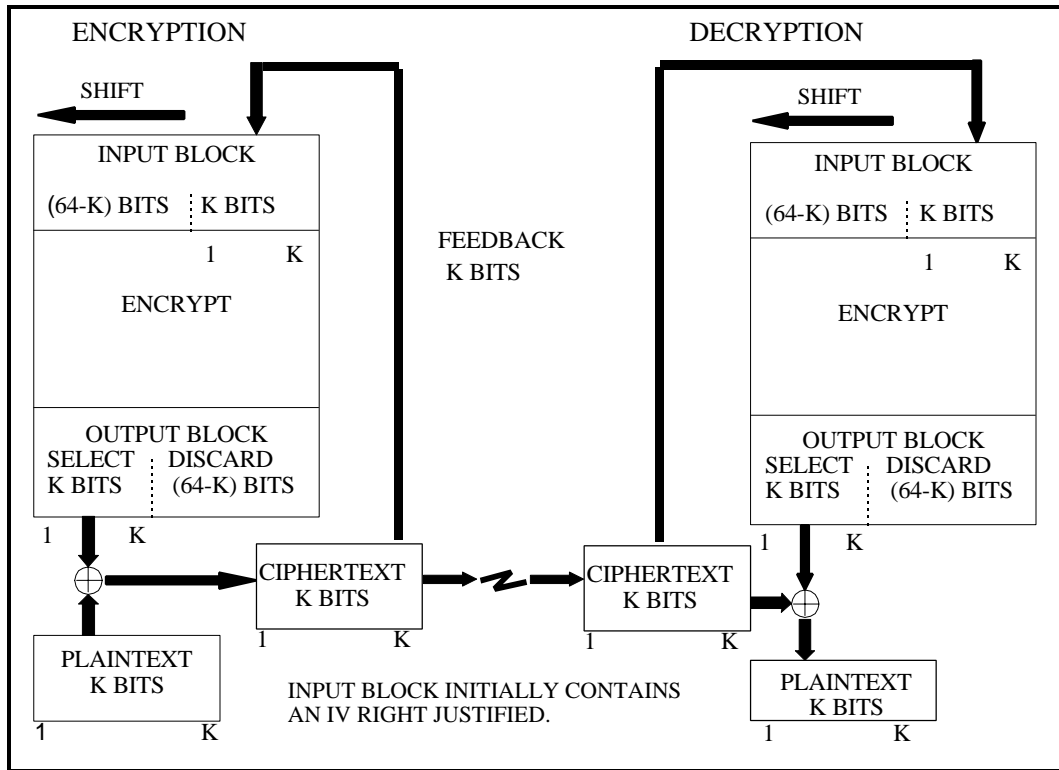 ENCRYPTION
SHIFT
INPUT BLOCK
(64-K) BITS K BITS
1 K
ENCRYPT
OUTPUT BLOCK
SELECT DISCARD
K BITS (64-K) BITS
1 K
PLAINTEXT
K BITS
1 K
CIPHERTEXT
K BITS
1 K
FEEDBACK
K BITS
INPUT BLOCK INITIALLY CONTAINS
AN IV RIGHT JUSTIFIED.
DECRYPTION
SHIFT
INPUT BLOCK
(64-K) BITS K BITS
1 K
ENCRYPT
OUTPUT BLOCK
SELECT DISCARD
K BITS (64-K) BITS
1 K
CIPHERTEXT
K BITS
1 K
PLAINTEXT
K BITS
1 K